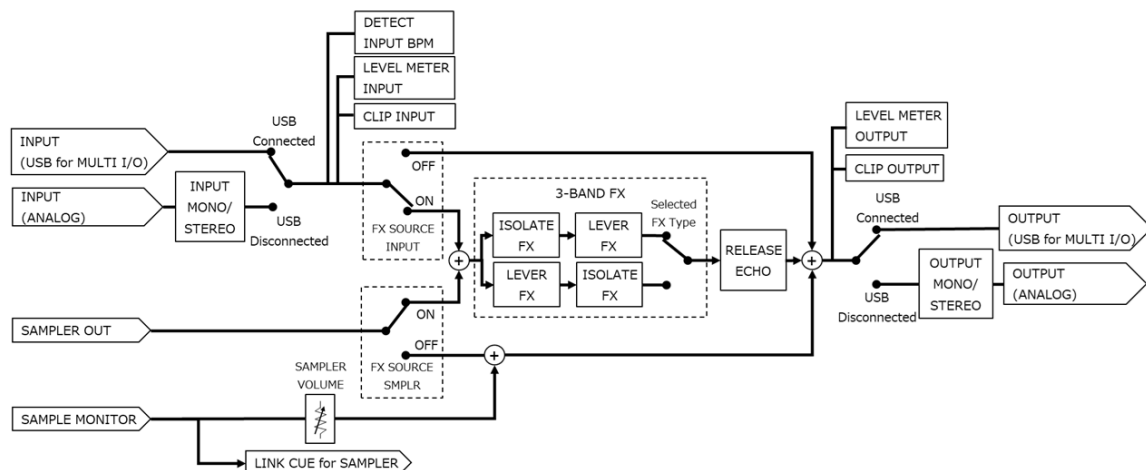 DETECT
INPUT BPM
LEVEL METER
INPUT
CLIP INPUT
USB
Connected
INPUT
(USB for MULTI I/O)
INPUT
(ANALOG)
INPUT
MONO/
STEREO
USB
Disconnected
OFF
ON
FX SOURCE
INPUT
3-BAND FX
ISOLATE
FX
LEVER
FX
LEVER
FX
ISOLATE
FX
Selected
FX Type
RELEASE
ECHO
LEVEL METER
OUTPUT
CLIP OUTPUT
USB
Connected
OUTPUT
(USB for MULTI I/O)
USB
Disconnected
OUTPUT
MONO/
STEREO
OUTPUT
(ANALOG)
SAMPLER OUT
ON
OFF
FX SOURCE
SMPLR
SAMPLER
VOLUME
SAMPLE MONITOR
LINK CUE for SAMPLER